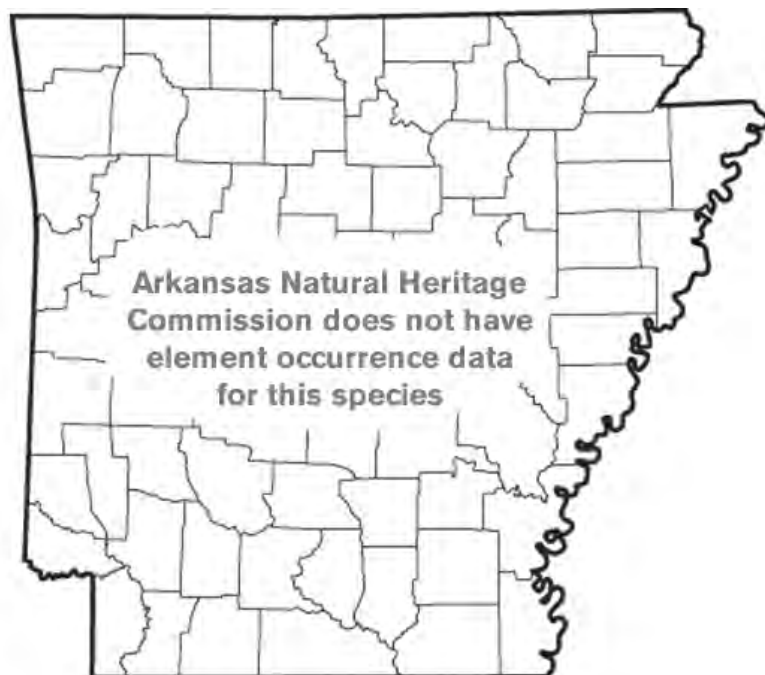 Arkansas Natural Heritage
Commission does not have
element occurrence data
for this species